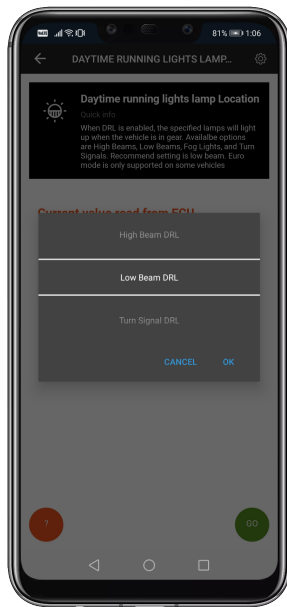 81% 1:06
DAYTIME RUNNING LIGHTS LAMP...
Daytime running lights lamp Location
Quick info
When DRL is enabled, the specified lamps will light
up when the vehicle is in gear. Availalbe options
are High Beams, Low Beams, Fog Lights, and Turn
Signals. Recommend setting is low beam. Euro
mode is only supported on some vehicles
Current value read from ECU
High Beam DRL
Low Beam DRL
Turn Signal DRL
CANCEL OK
? GO